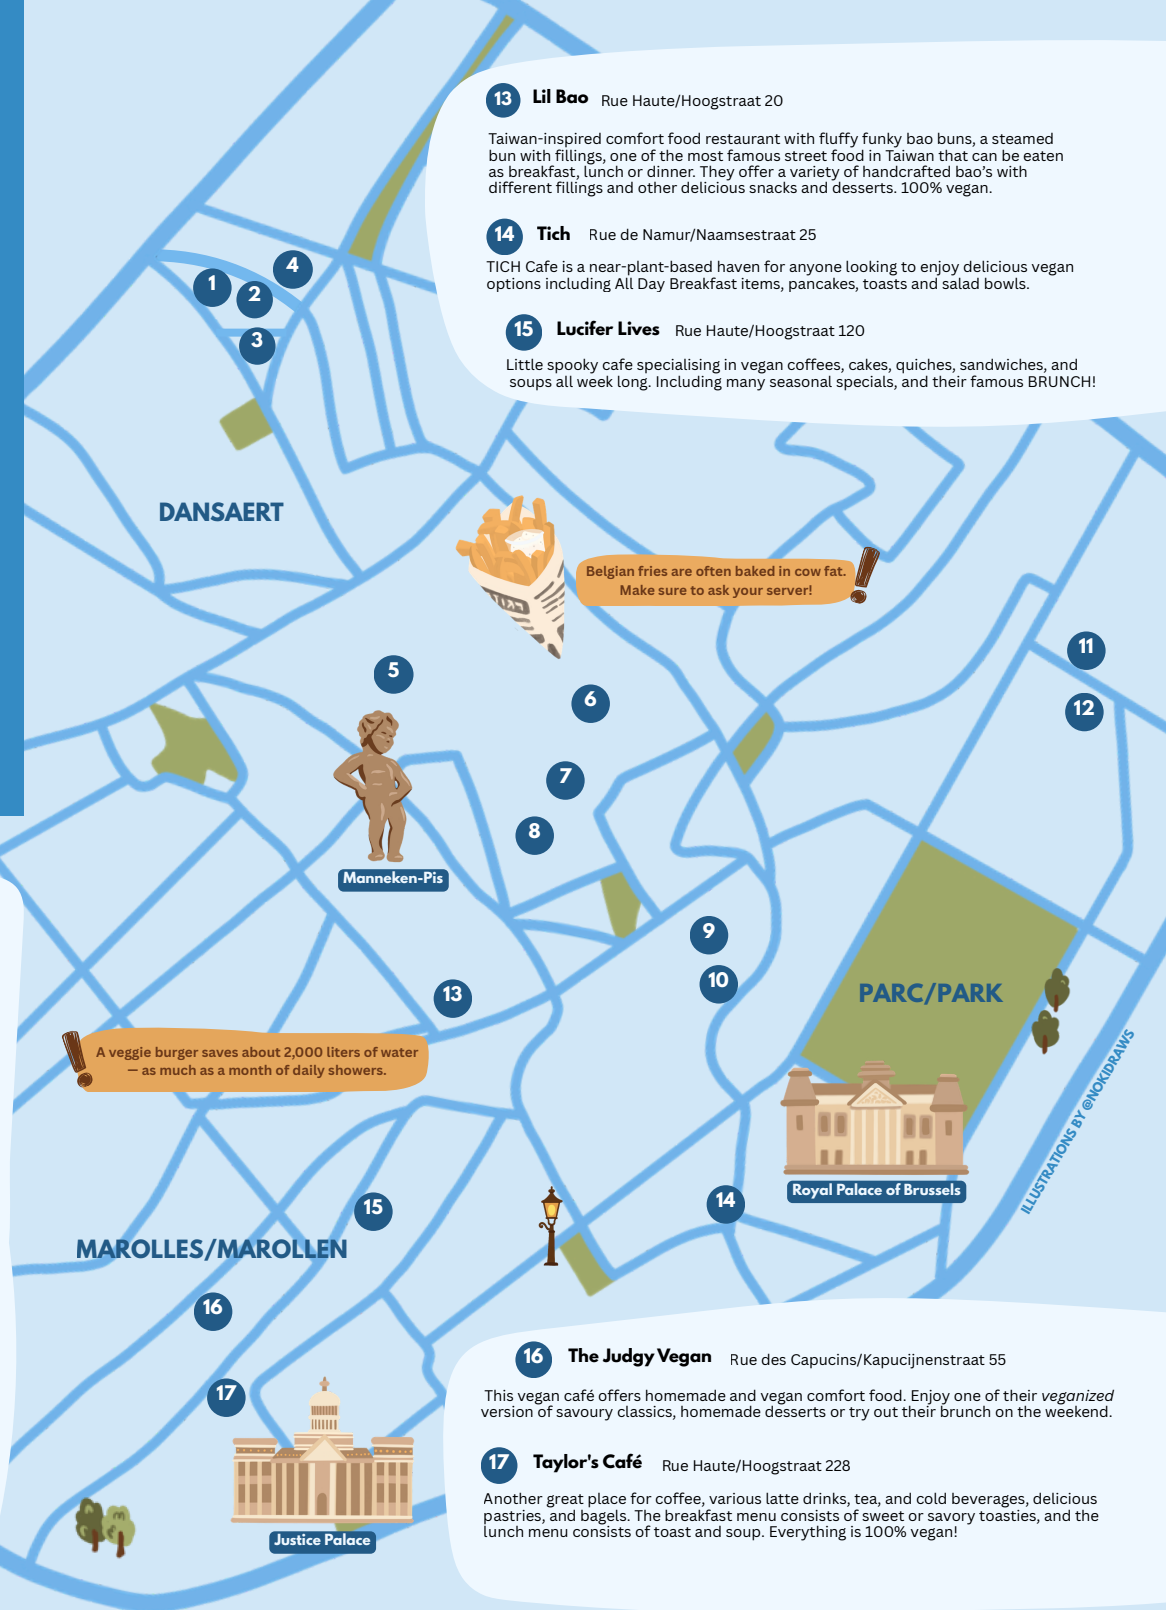 13 Lil Bao Rue Haute/Hoogstraat 20
Taiwan-inspired comfort food restaurant with fluffy funky bao buns, a steamed
bun with fillings, one of the most famous street food in Taiwan that can be eaten
as breakfast, lunch or dinner. They offer a variety of handcrafted bao's with
different fillings and other delicious snacks and desserts. 100% vegan.
14 Tich Rue de Namur/Naamsestraat 25
TICH Cafe is a near-plant-based haven for anyone looking to enjoy delicious vegan
options including All Day Breakfast items, pancakes, toasts and salad bowls.
15 Lucifer Lives Rue Haute/Hoogstraat 120
Little spooky cafe specialising in vegan coffees, cakes, quiches, sandwiches, and
soups all week long. Including many seasonal specials, and their famous BRUNCH!
4
1
2
3
DANSAERT
Belgian fries are often baked in cow fat.
Make sure to ask your server!
11
5
6
12
7
8
Manneken-Pis
9
10
13
PARC/PARK
A veggie burger saves about 2,000 liters of water
— as much as a month of daily showers.
ILLUSTRATIONS BY @NOKIDRAWS
Royal Palace of Brussels
14
15
MAROLLES/MAROLLEN
16
17
Justice Palace
16 The Judgy Vegan Rue des Capucins/Kapucijnenstraat 55
This vegan café offers homemade and vegan comfort food. Enjoy one of their veganized
version of savoury classics, homemade desserts or try out their brunch on the weekend.
17 Taylor's Café Rue Haute/Hoogstraat 228
Another great place for coffee, various latte drinks, tea, and cold beverages, delicious
pastries, and bagels. The breakfast menu consists of sweet or savory toasties, and the
lunch menu consists of toast and soup. Everything is 100% vegan!